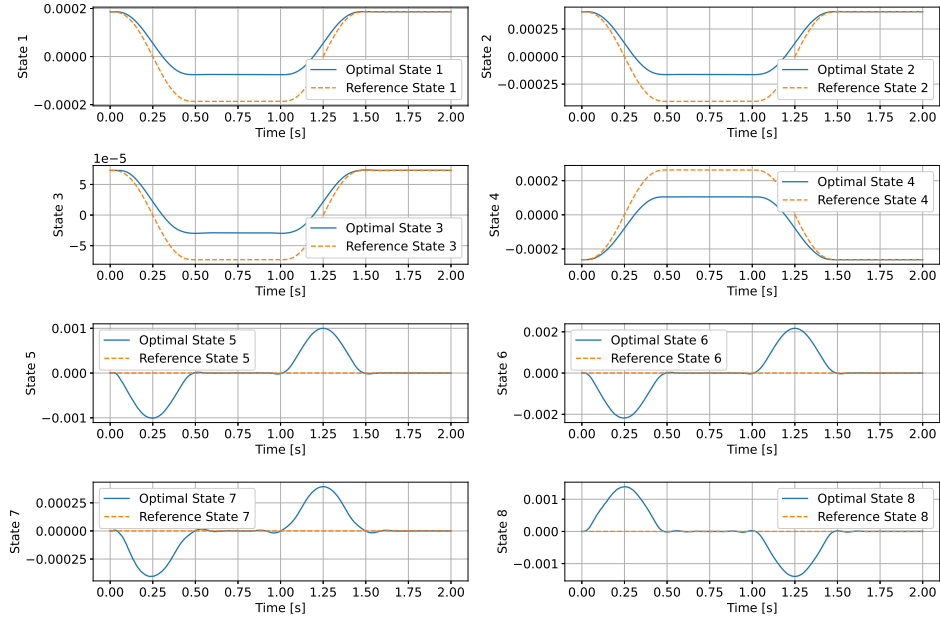 0.0002
0.0000
−0.0002
State 1
Optimal State 1
Reference State 1
0.00 0.25 0.50 0.75 1.00 1.25 1.50 1.75 2.00
Time [s]
0.00025
0.00000
−0.00025
State 2
Optimal State 2
Reference State 2
0.00 0.25 0.50 0.75 1.00 1.25 1.50 1.75 2.00
Time [s]
1e−5
5
0
−5
State 3
Optimal State 3
Reference State 3
0.00 0.25 0.50 0.75 1.00 1.25 1.50 1.75 2.00
Time [s]
0.0002
0.0000
−0.0002
State 4
Optimal State 4
Reference State 4
0.00 0.25 0.50 0.75 1.00 1.25 1.50 1.75 2.00
Time [s]
0.001
0.000
−0.001
State 5
Optimal State 5
Reference State 5
0.00 0.25 0.50 0.75 1.00 1.25 1.50 1.75 2.00
Time [s]
0.002
0.000
−0.002
State 6
Optimal State 6
Reference State 6
0.00 0.25 0.50 0.75 1.00 1.25 1.50 1.75 2.00
Time [s]
0.00025
0.00000
−0.00025
State 7
Optimal State 7
Reference State 7
0.00 0.25 0.50 0.75 1.00 1.25 1.50 1.75 2.00
Time [s]
0.001
0.000
−0.001
State 8
Optimal State 8
Reference State 8
0.00 0.25 0.50 0.75 1.00 1.25 1.50 1.75 2.00
Time [s]